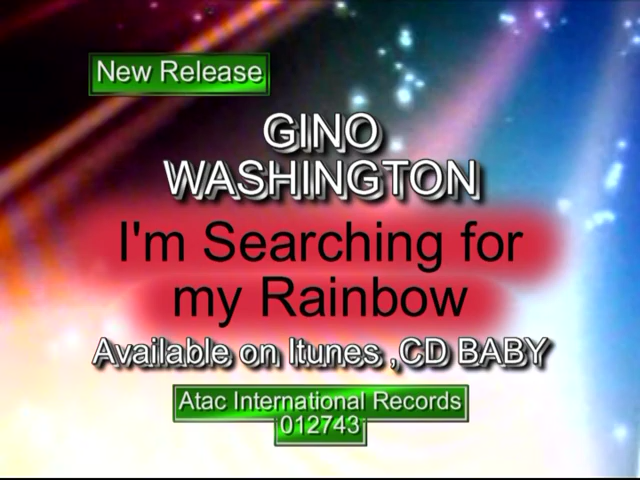 New Release
GINO
WASHINGTON
I'm Searching for
my Rainbow
Available on Itunes ,CD BABY
Atac International Records
012743